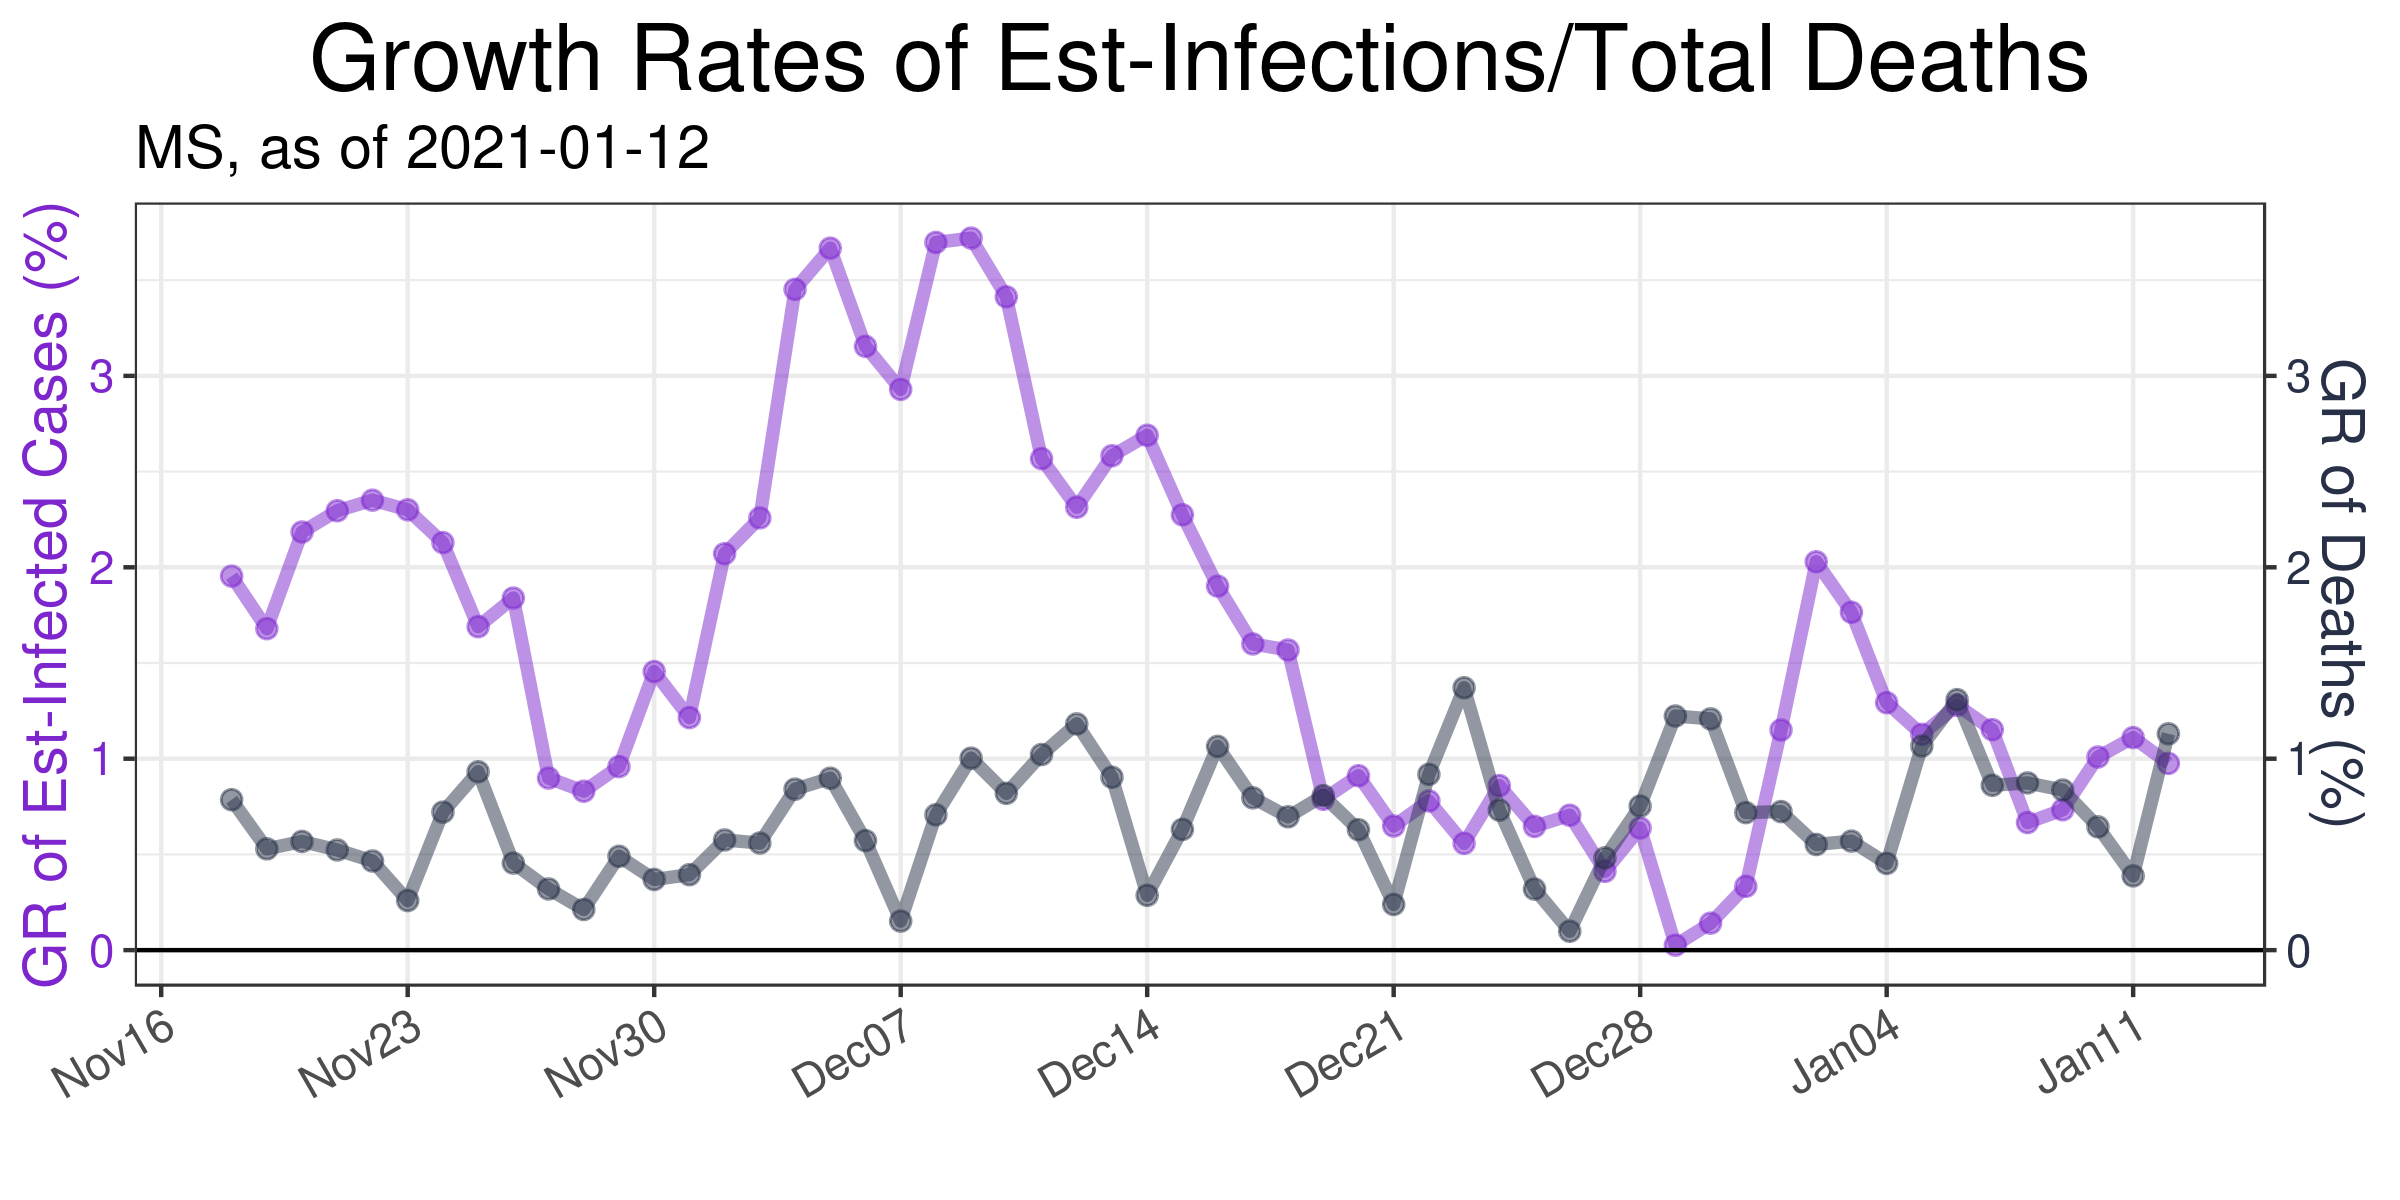 Growth Rates of Est-Infections/Total Deaths
MS, as of 2021-01-12
GR of Est-Infected Cases (%)
3
2
1
0
3
2
1
0
GR of Deaths (%)
Nov16
Nov23
Nov30
Dec07
Dec14
Dec21
Dec28
Jan04
Jan11